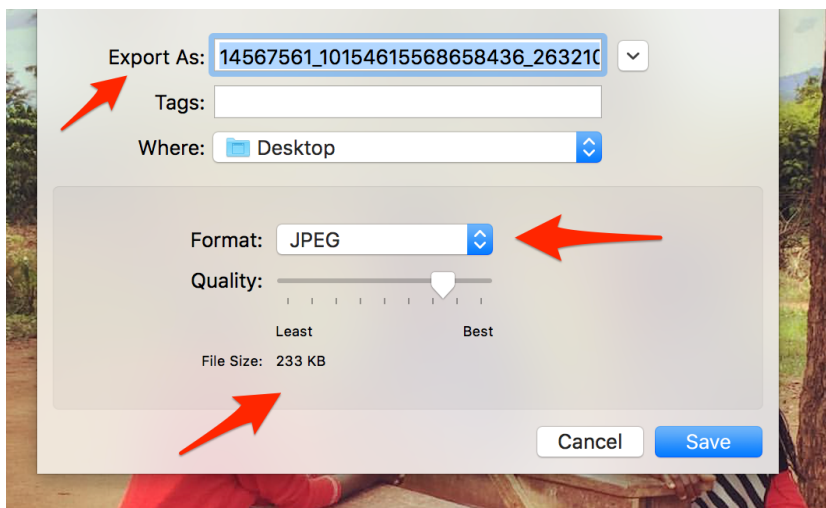 Export As: 14567561_10154615568658436_263210
Tags:
Where: Desktop
Format: JPEG
Quality:
Least Best
File Size: 233 KB
Cancel Save